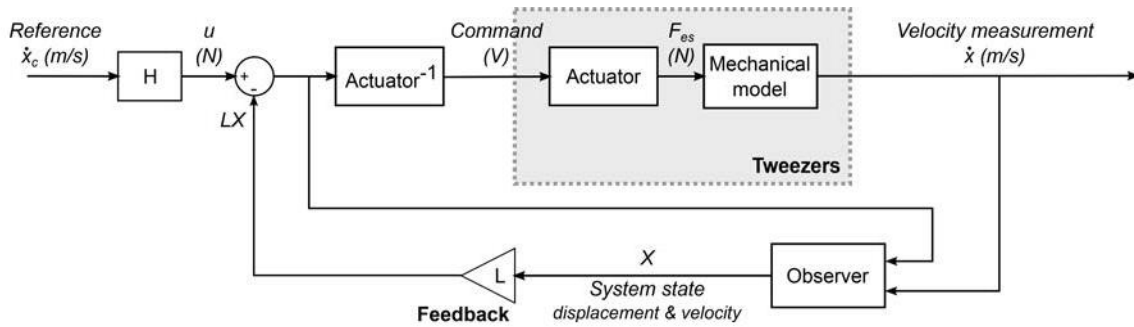 Reference
ẋc (m/s)
H
u
(N)
+
-
LX
Actuator⁻¹
Command
(V)
Actuator
Fes
(N)
Mechanical
model
Tweezers
Velocity measurement
ẋ (m/s)
Observer
X
System state
displacement & velocity
L
Feedback